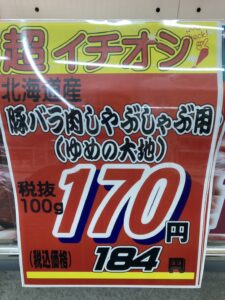 超イチオシ
北海道産
豚バラ肉しゃぶしゃぶ用
(ゆめの大地)
税抜
100g
170円
(税込価格) 184円